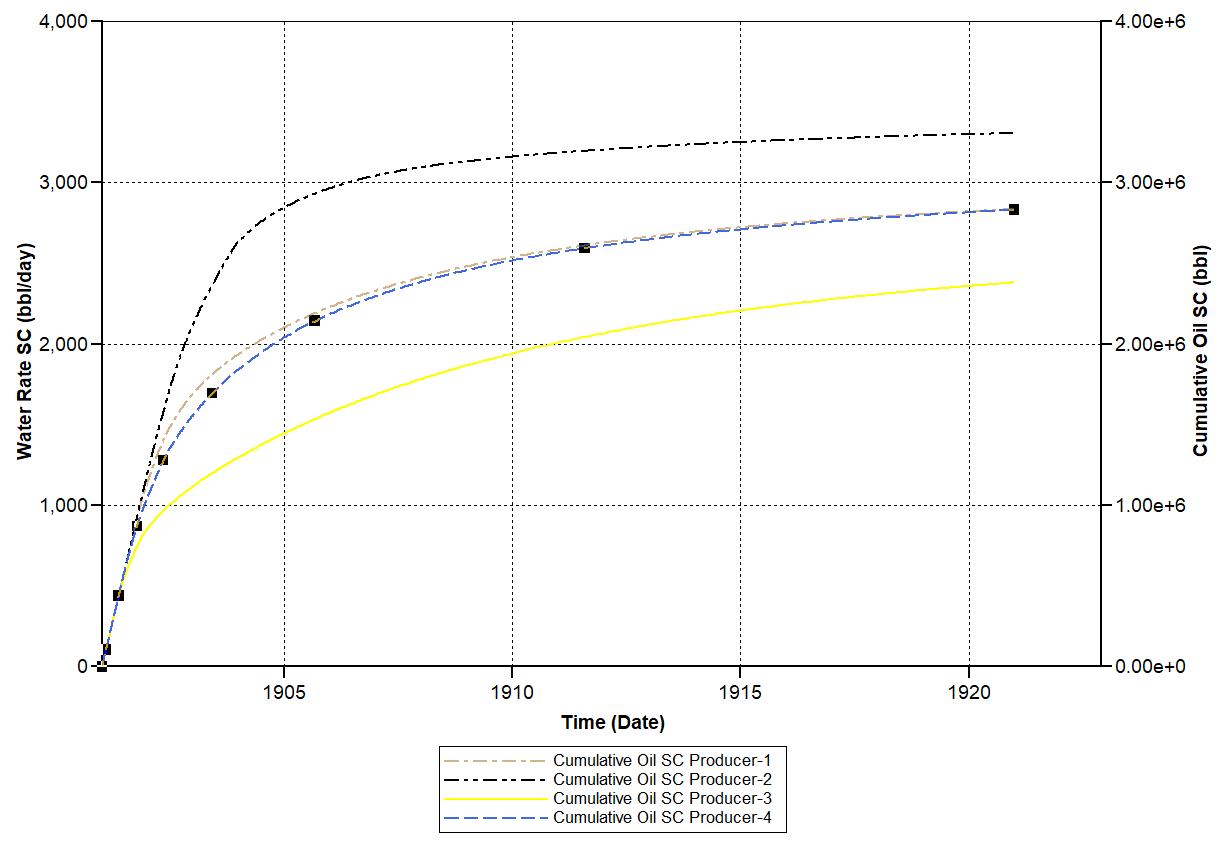 4,000
3,000
2,000
1,000
0
Water Rate SC (bbl/day)
4.00e+6
3.00e+6
2.00e+6
1.00e+6
0.00e+0
Cumulative Oil SC (bbl)
1905 1910 1915 1920
Time (Date)
Cumulative Oil SC Producer-1
Cumulative Oil SC Producer-2
Cumulative Oil SC Producer-3
Cumulative Oil SC Producer-4